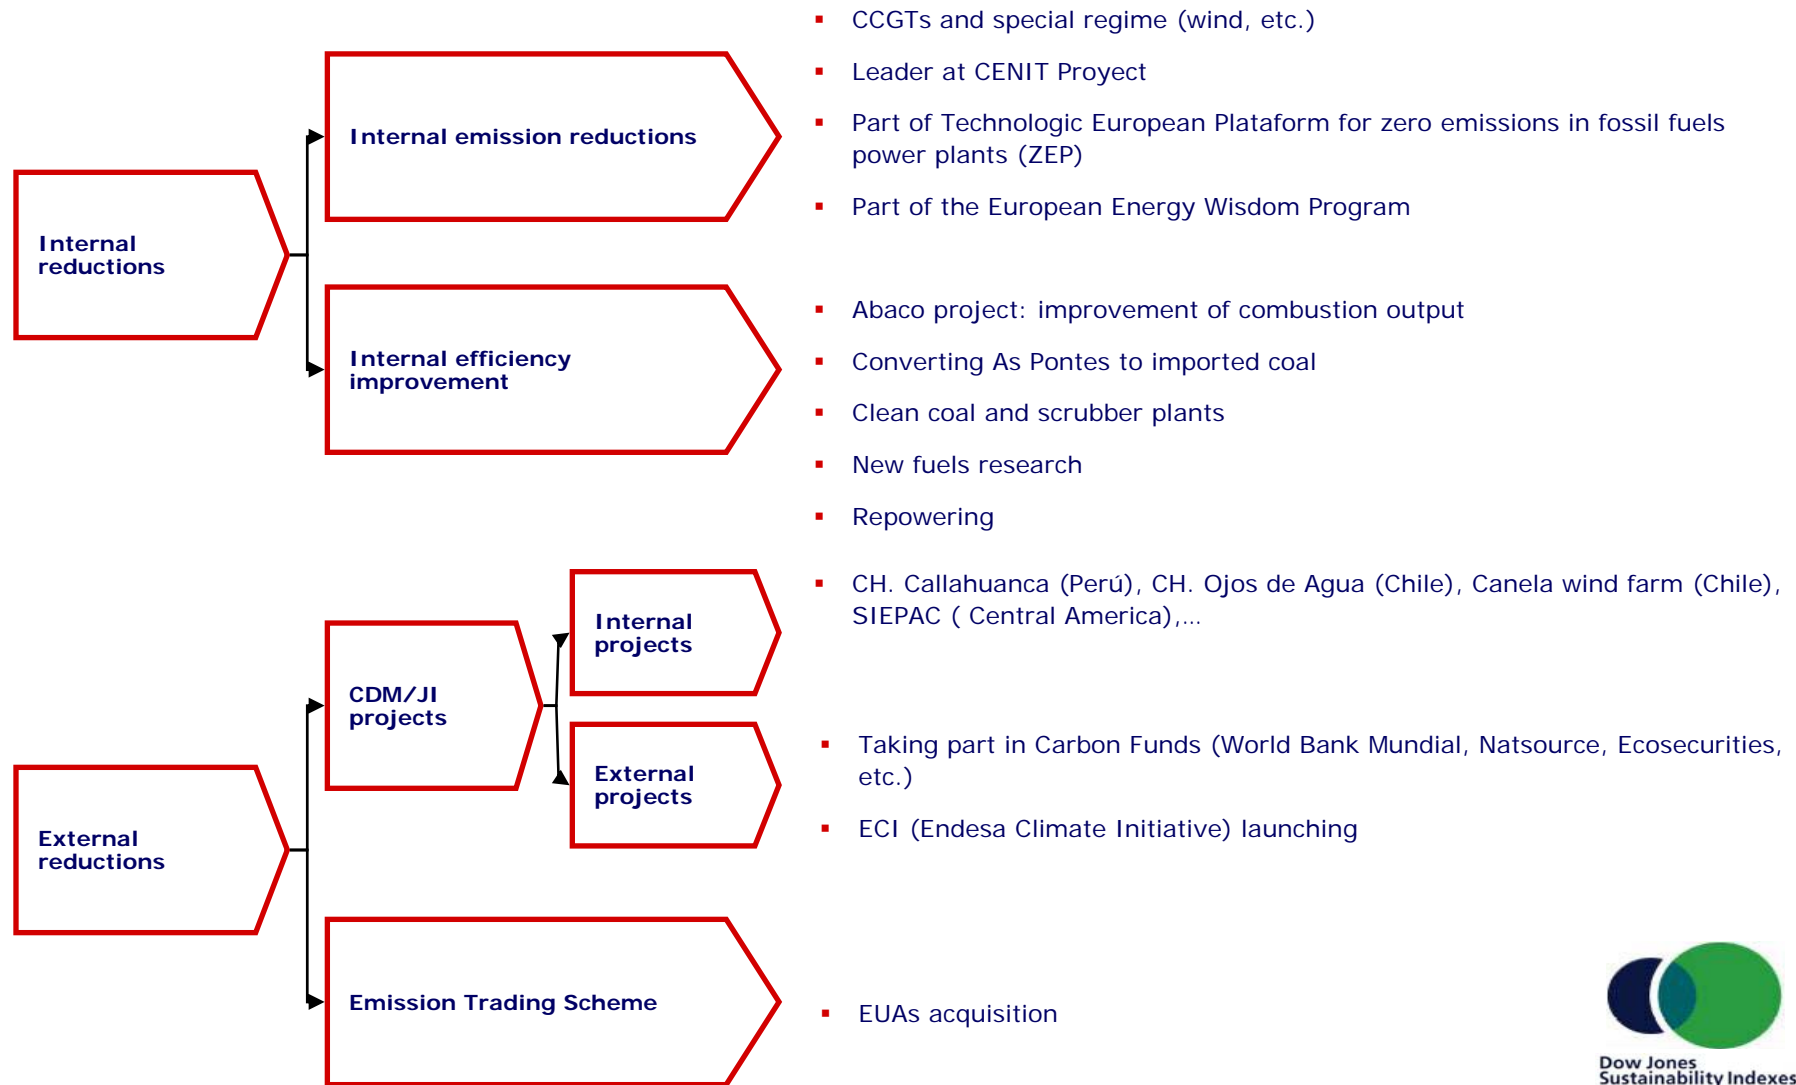 CCGTs and special regime (wind, etc.)
Leader at CENIT Proyect
Internal emission reductions
Part of Technologic European Plataform for zero emissions in fossil fuels
power plants (ZEP)
Part of the European Energy Wisdom Program
Internal
reductions
Abaco project: improvement of combustion output
Internal efficiency
improvement
Converting As Pontes to imported coal
Clean coal and scrubber plants
New fuels research
Repowering
Internal
projects
CH. Callahuanca (Perú), CH. Ojos de Agua (Chile), Canela wind farm (Chile),
SIEPAC ( Central America),...
CDM/JI
projects
External
projects
Taking part in Carbon Funds (World Bank Mundial, Natsource, Ecosecurities,
etc.)
ECI (Endesa Climate Initiative) launching
External
reductions
Emission Trading Scheme
EUAs acquisition
Dow Jones
Sustainability Indexes